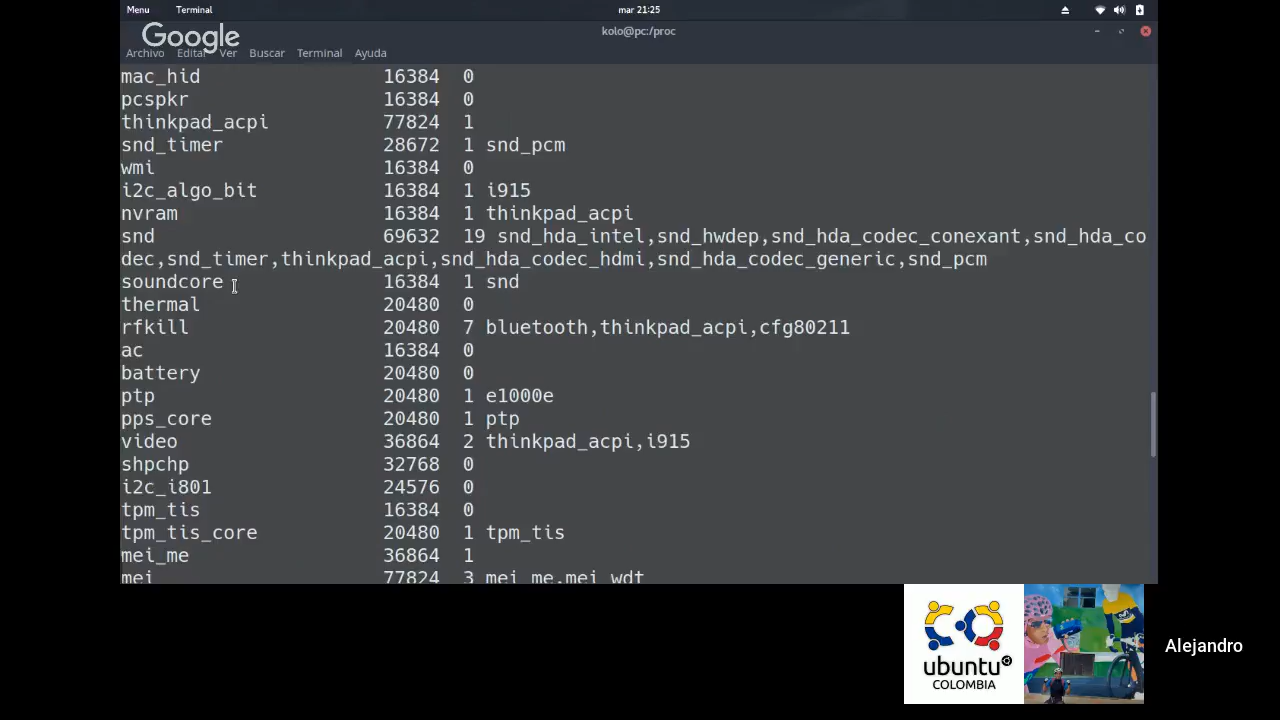 Menu Terminal mar 21:25
Google kolo@pc:/proc
Archivo Editar Ver Buscar Terminal Ayuda
mac_hid 16384 0
pcspkr 16384 0
thinkpad_acpi 77824 1
snd_timer 28672 1 snd_pcm
wmi 16384 0
i2c_algo_bit 16384 1 i915
nvram 16384 1 thinkpad_acpi
snd 69632 19 snd_hda_intel,snd_hwdep,snd_hda_codec_conexant,snd_hda_co
dec,snd_timer,thinkpad_acpi,snd_hda_codec_hdmi,snd_hda_codec_generic,snd_pcm
soundcore 16384 1 snd
thermal 20480 0
rfkill 20480 7 bluetooth,thinkpad_acpi,cfg80211
ac 16384 0
battery 20480 0
ptp 20480 1 e1000e
pps_core 20480 1 ptp
video 36864 2 thinkpad_acpi,i915
shpchp 32768 0
i2c_i801 24576 0
tpm_tis 16384 0
tpm_tis_core 20480 1 tpm_tis
mei_me 36864 1
mei 77824 3 mei_me,mei_wdt
ubuntu
COLOMBIA
Alejandro